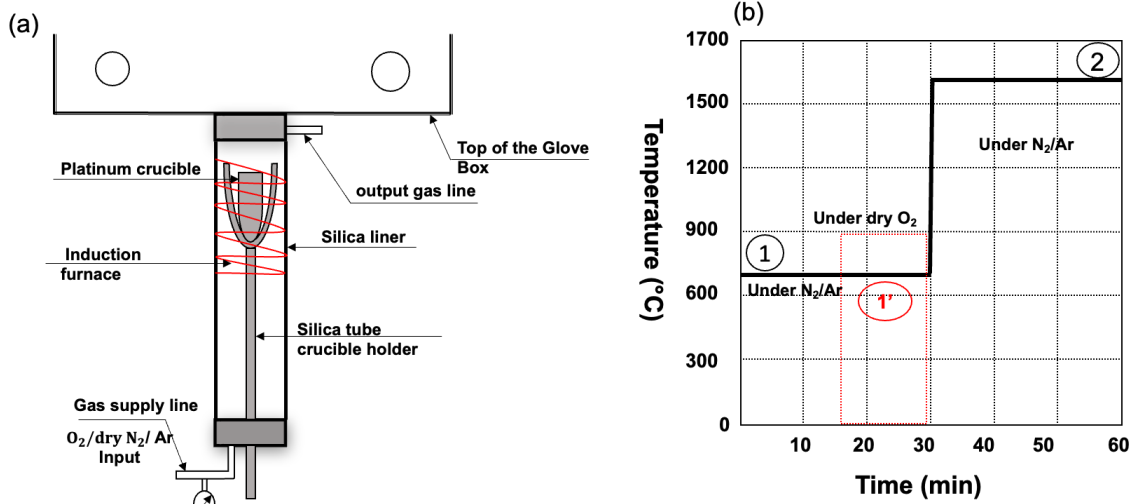 (a)
Platinum crucible
Induction
furnace
Gas supply line
O₂/dry N₂/ Ar
Input
Top of the Glove
Box
output gas line
Silica liner
Silica tube
crucible holder
(b)
Temperature (°C)
1700
1500
1200
900
600
300
0
10
20
30
40
50
60
Time (min)
1
Under N₂/Ar
Under dry O₂
1'
2
Under N₂/Ar